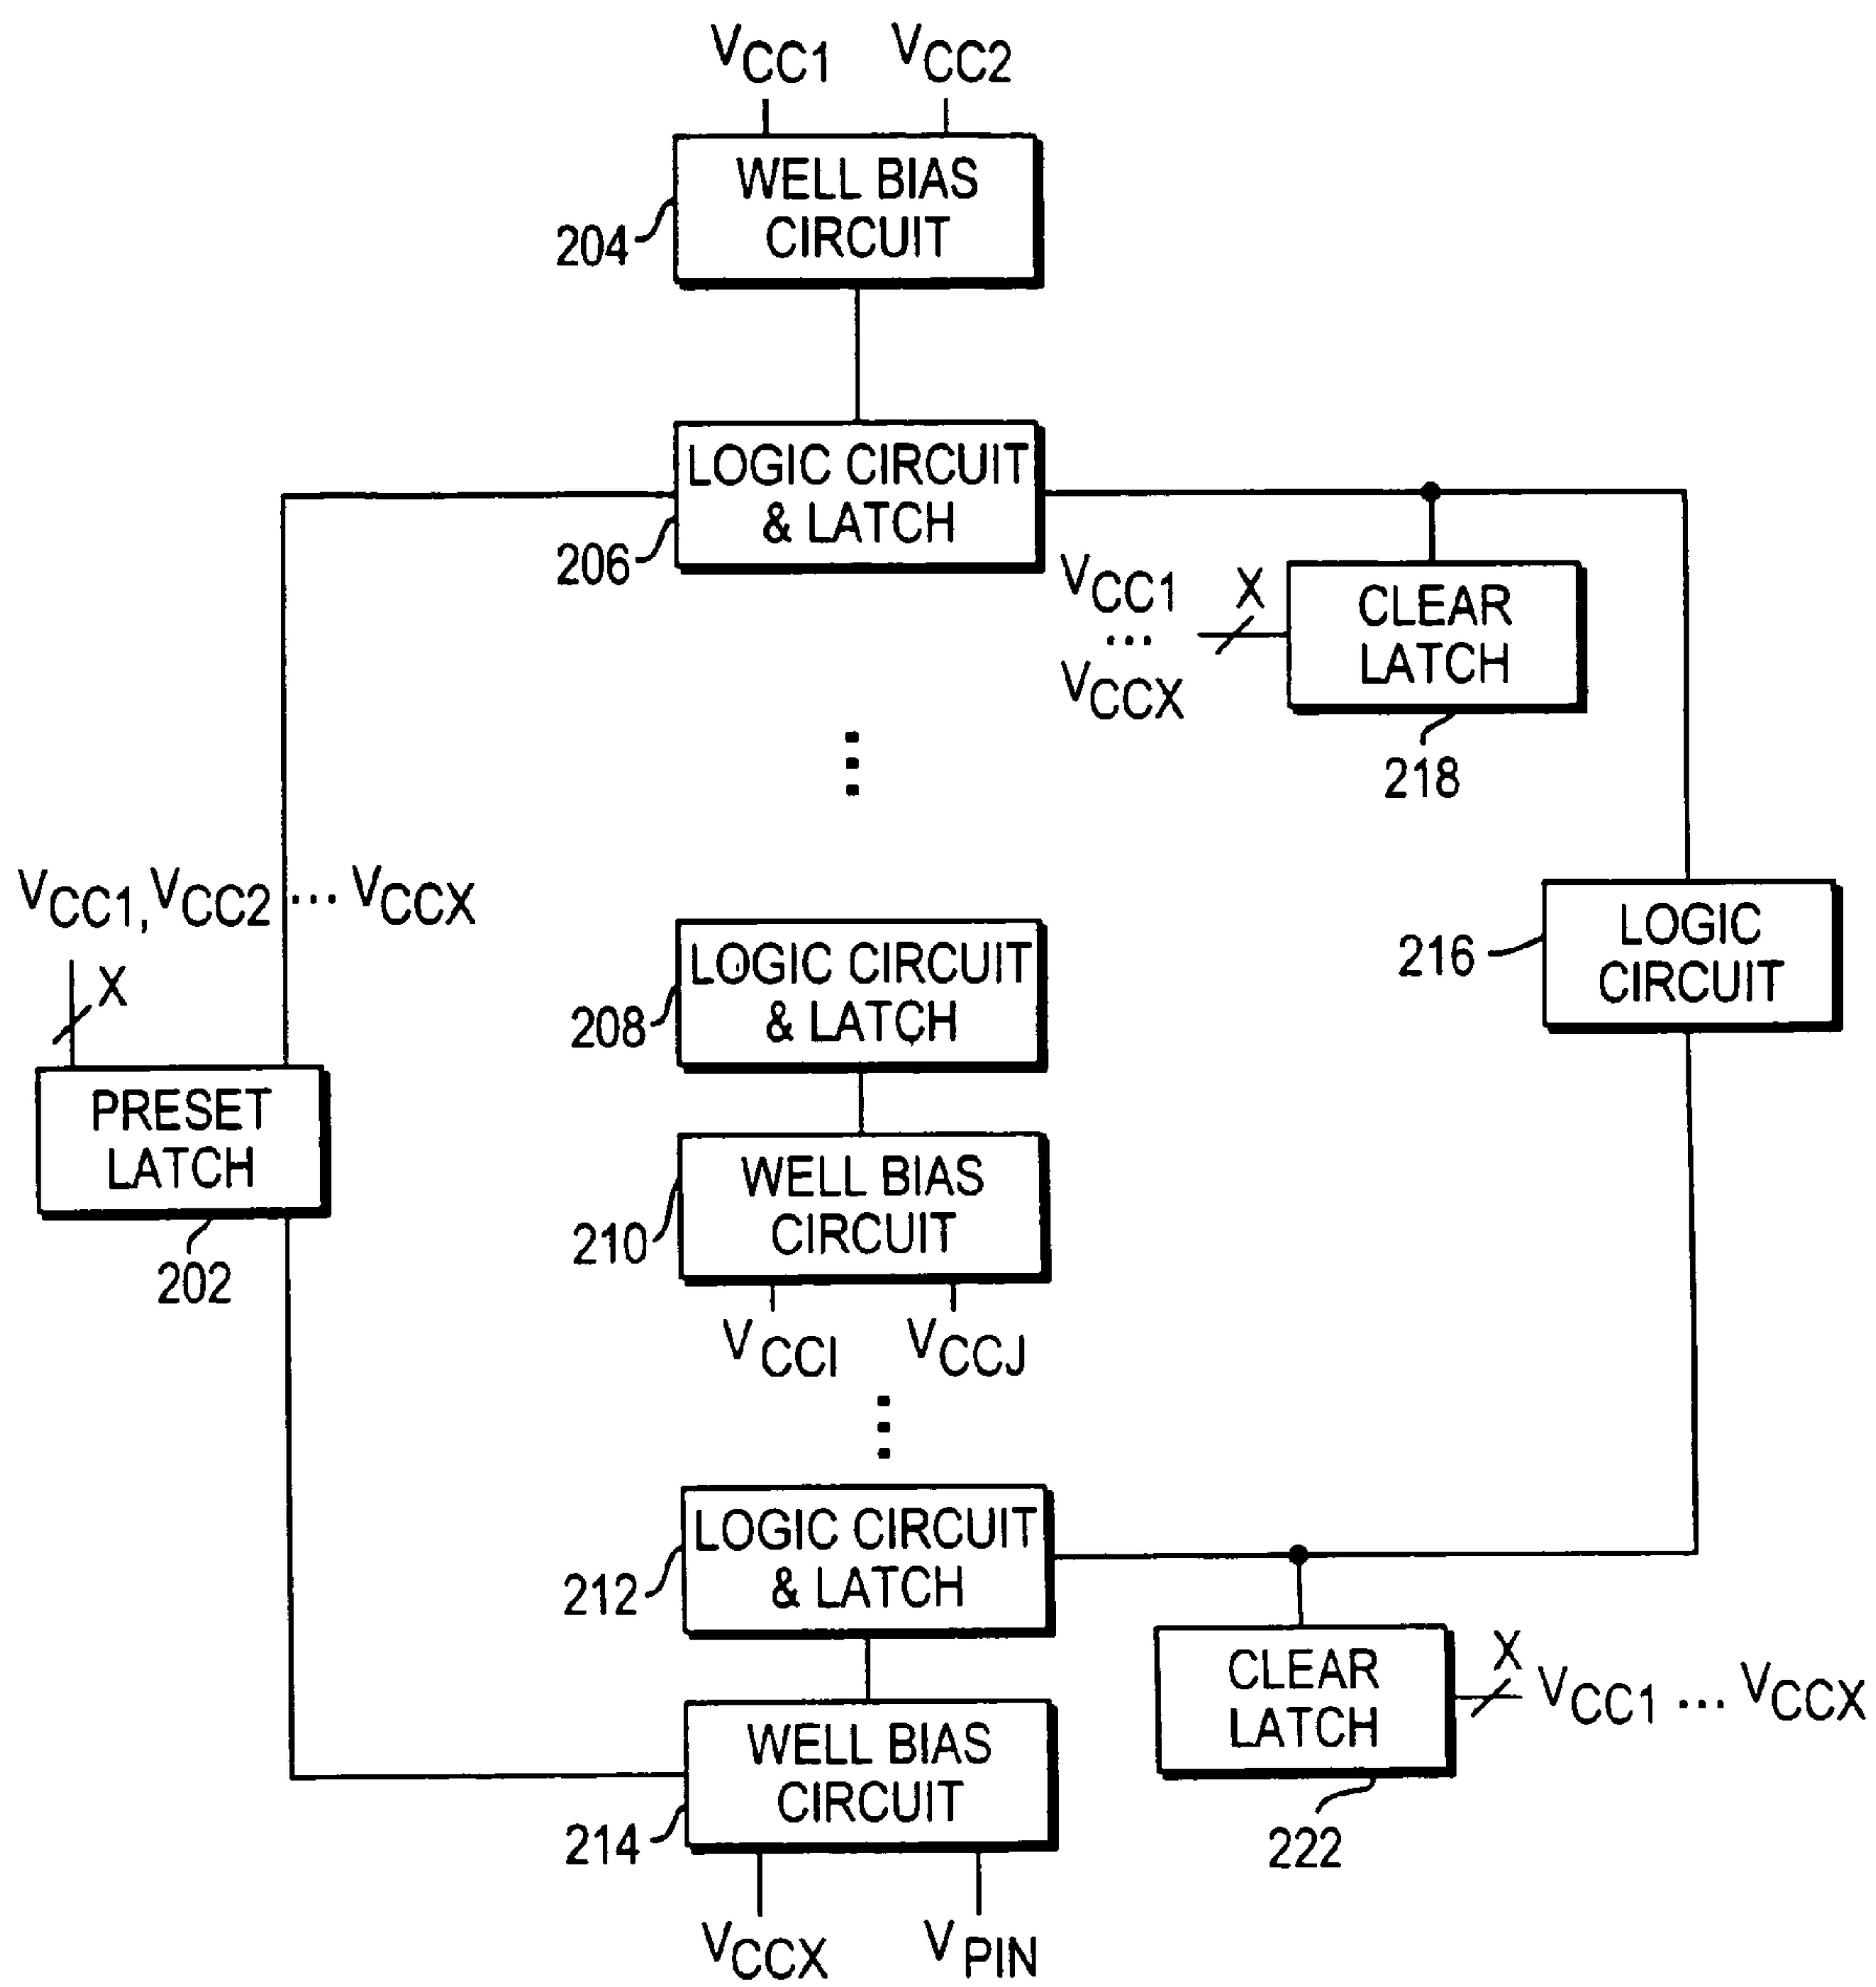 VCC1 VCC2
WELL BIAS
CIRCUIT
204
LOGIC CIRCUIT
& LATCH
206
VCC1
...
VCCX
X
CLEAR
LATCH
218
VCC1, VCC2 ... VCCX
X
PRESET
LATCH
202
LOGIC CIRCUIT
& LATCH
208
LOGIC
CIRCUIT
216
WELL BIAS
CIRCUIT
210
VCCI VCCJ
LOGIC CIRCUIT
& LATCH
212
CLEAR
LATCH
X
VCC1 ... VCCX
222
WELL BIAS
CIRCUIT
214
VCCX VPIN